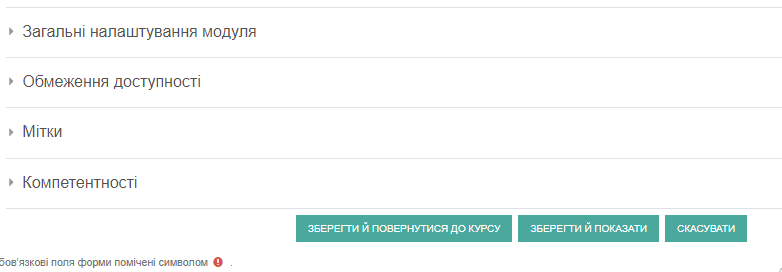 Загальні налаштування модуля
Обмеження доступності
Мітки
Компетентності
ЗБЕРЕГТИ Й ПОВЕРНУТИСЯ ДО КУРСУ ЗБЕРЕГТИ Й ПОКАЗАТИ СКАСУВАТИ
бов'язкові поля форми помічені символом .